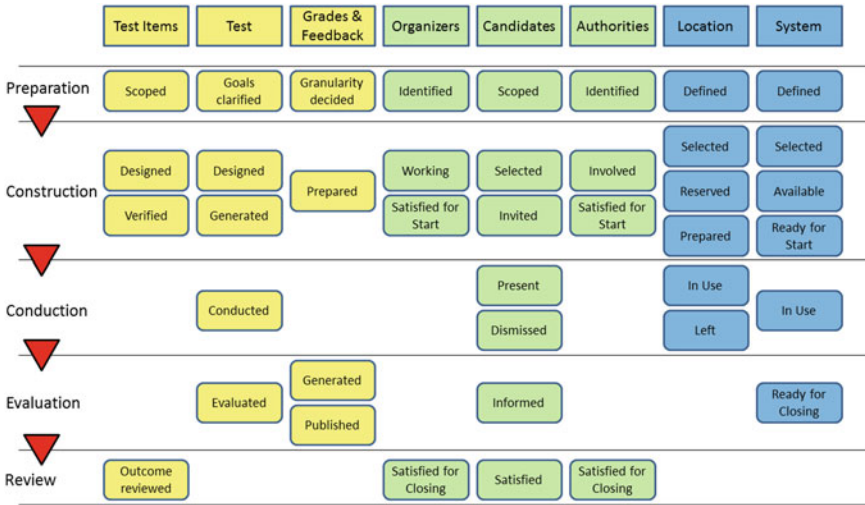 Test Items
Test
Grades &
Feedback
Organizers
Candidates
Authorities
Location
System
Preparation
Scoped
Goals
clarified
Granularity
decided
Identified
Scoped
Identified
Defined
Defined
Construction
Designed
Verified
Designed
Generated
Prepared
Working
Satisfied for
Start
Selected
Invited
Involved
Satisfied for
Start
Selected
Reserved
Prepared
Selected
Available
Ready for
Start
Conduction
Conducted
Present
Dismissed
In Use
Left
In Use
Evaluation
Evaluated
Generated
Published
Informed
Ready for
Closing
Review
Outcome
reviewed
Satisfied for
Closing
Satisfied
Satisfied for
Closing